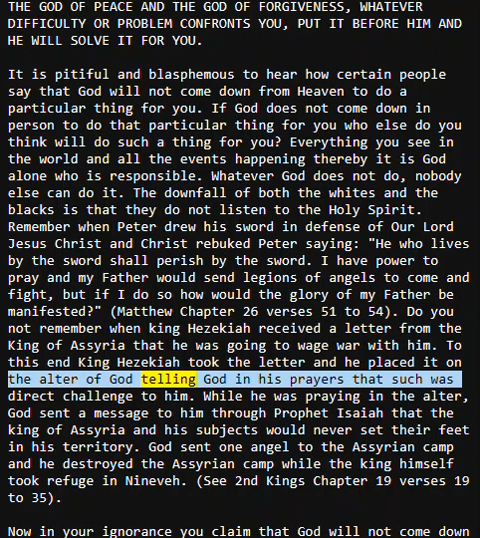 THE GOD OF PEACE AND THE GOD OF FORGIVENESS, WHATEVER
DIFFICULTY OR PROBLEM CONFRONTS YOU, PUT IT BEFORE HIM AND
HE WILL SOLVE IT FOR YOU.
It is pitiful and blasphemous to hear how certain people
say that God will not come down from Heaven to do a
particular thing for you. If God does not come down in
person to do that particular thing for you who else do you
think will do such a thing for you? Everything you see in
the world and all the events happening thereby it is God
alone who is responsible. Whatever God does not do, nobody
else can do it. The downfall of both the whites and the
blacks is that they do not listen to the Holy Spirit.
Remember when Peter drew his sword in defense of Our Lord
Jesus Christ and Christ rebuked Peter saying: "He who lives
by the sword shall perish by the sword. I have power to
pray and my Father would send legions of angels to come and
fight, but if I do so how would the glory of my Father be
manifested?" (Matthew Chapter 26 verses 51 to 54). Do you
not remember when king Hezekiah received a letter from the
King of Assyria that he was going to wage war with him. To
this end King Hezekiah took the letter and he placed it on
the alter of God telling God in his prayers that such was
direct challenge to him. While he was praying in the alter,
God sent a message to him through Prophet Isaiah that the
king of Assyria and his subjects would never set their feet
in his territory. God sent one angel to the Assyrian camp
and he destroyed the Assyrian camp while the king himself
took refuge in Nineveh. (See 2nd Kings Chapter 19 verses 19
to 35).
Now in your ignorance you claim that God will not come down